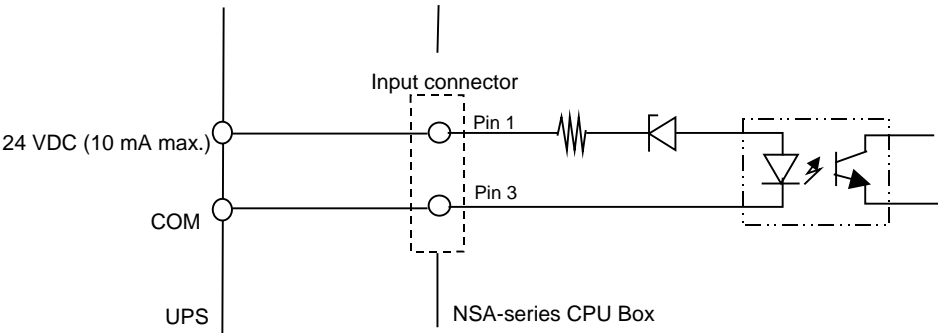 Input connector
Pin 1
24 VDC (10 mA max.)
Pin 3
COM
UPS
NSA-series CPU Box